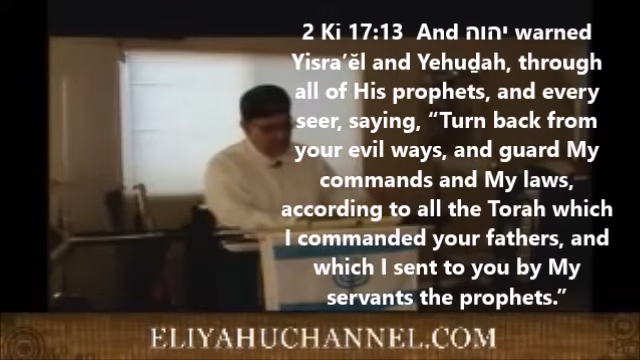 2 Ki 17:13  And יהוה warned
Yisra’ěl and Yehuḏah, through
all of His prophets, and every
seer, saying, “Turn back from
your evil ways, and guard My
commands and My laws,
according to all the Torah which
I commanded your fathers, and
which I sent to you by My
servants the prophets.”
ELIYAHUCHANNEL.COM